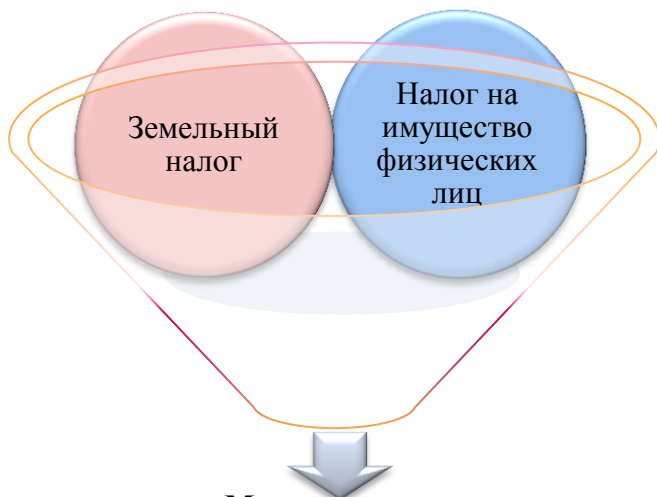 Земельный
налог
Налог на
имущество
физических
лиц